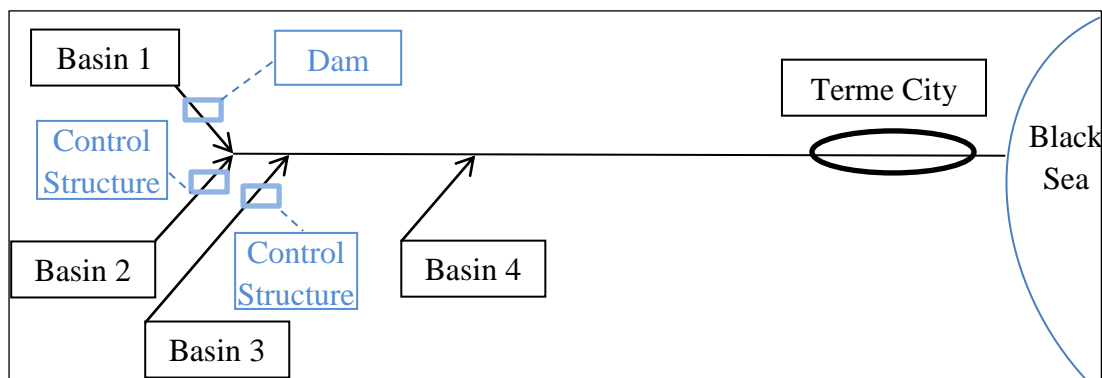 Basin 1
Dam
Terme City
Control
Structure
Black
Sea
Basin 2
Control
Structure
Basin 4
Basin 3